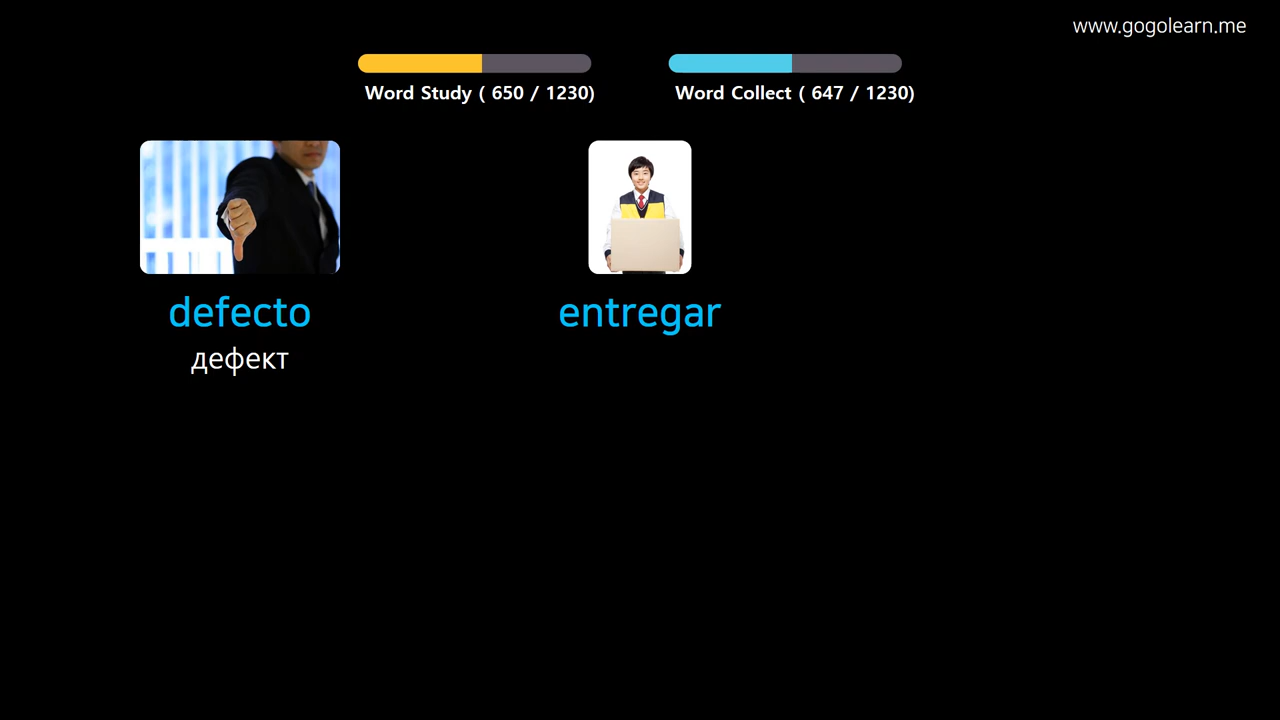 www.gogolearn.me
Word Study ( 650 / 1230)
Word Collect ( 647 / 1230)
defecto
дефект
entregar